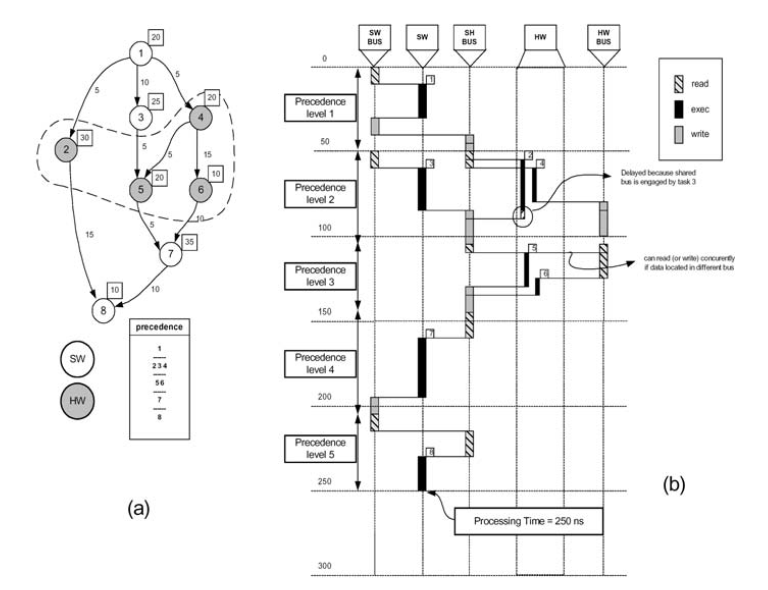 20
1
5
10
5
25
3
20
4
30
2
5
5
15
5
20
6
10
15
5
10
7
35
10
10
8
precedence
1
2 3 4
5 6
7
8
SW
HW
(a)
SW BUS
SW
SH BUS
HW
HW BUS
0
50
100
150
200
250
300
Precedence level 1
Precedence level 2
Precedence level 3
Precedence level 4
Precedence level 5
1
3
2
4
5
6
7
8
read
exec
write
Delayed because shared
bus is engaged by task 3
can read (or write) concurently
if data located in different bus
Processing Time = 250 ns
(b)